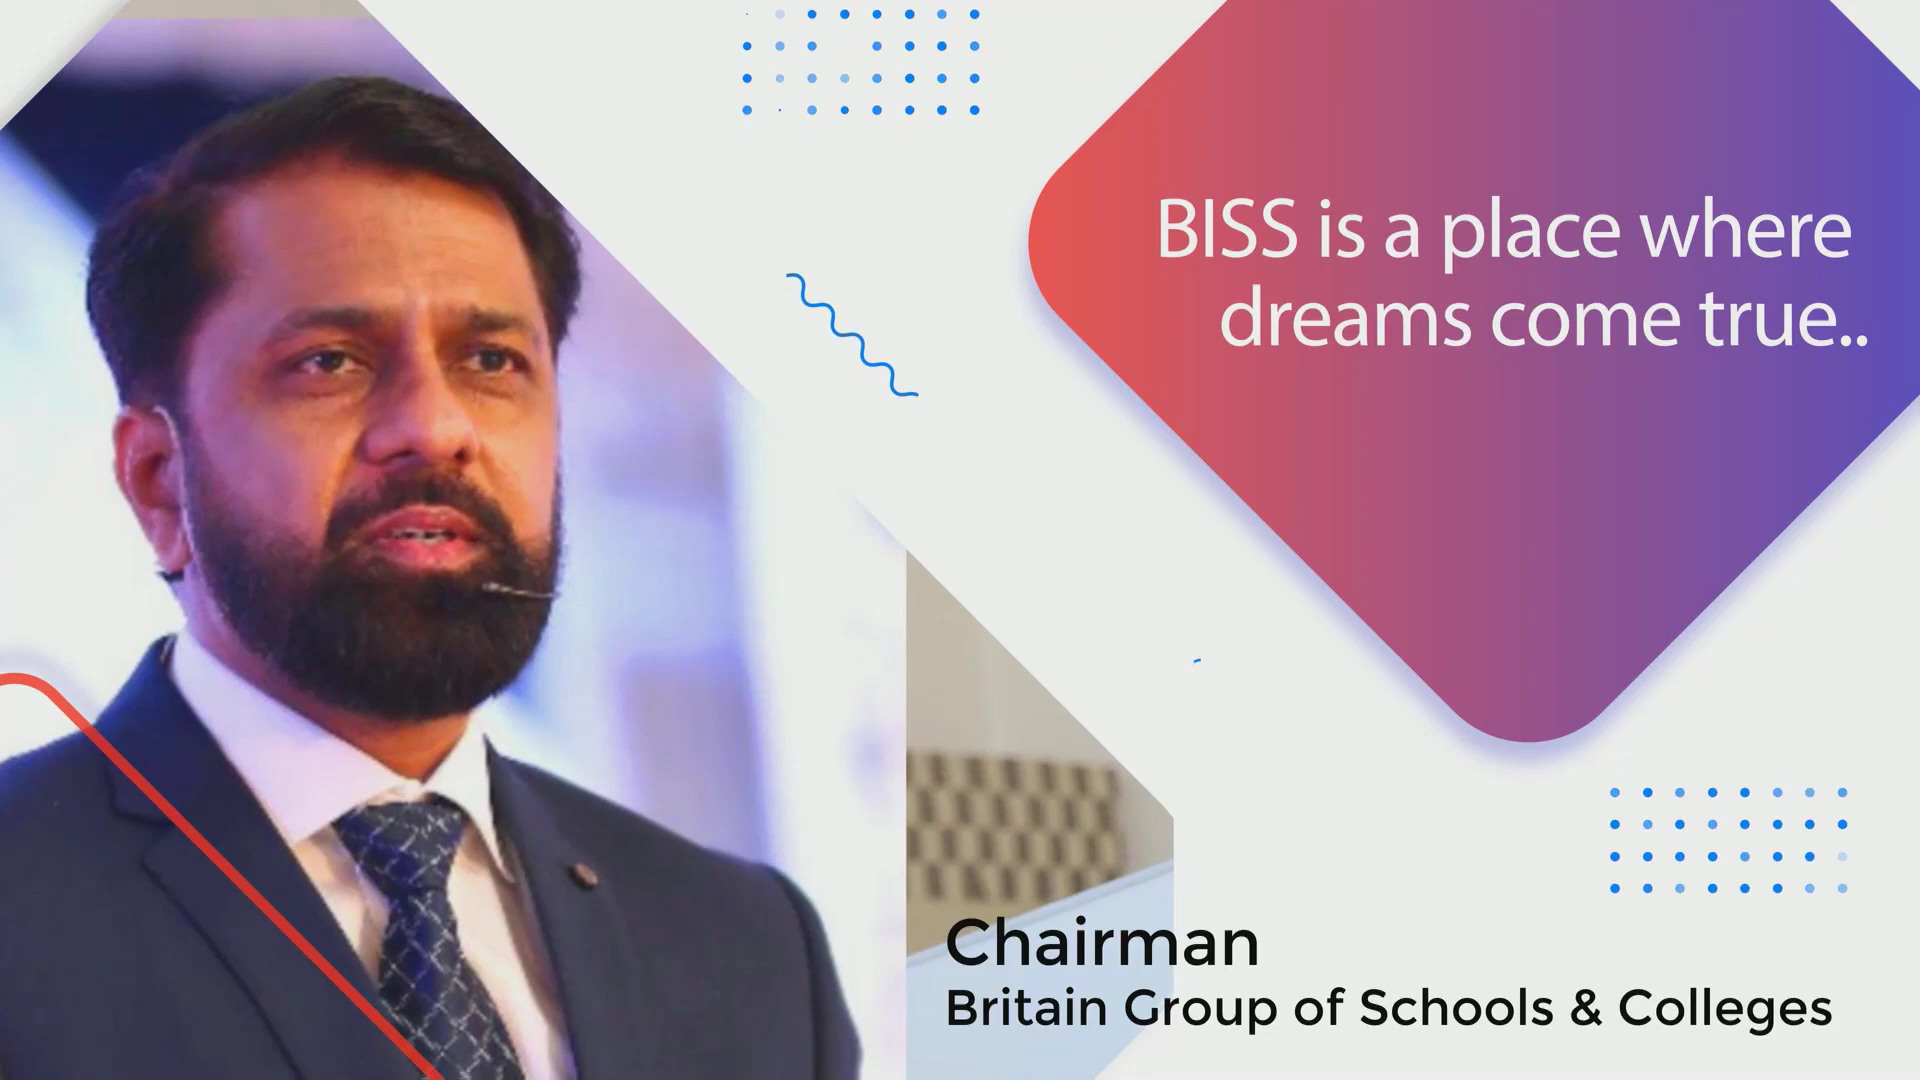 BISS is a place where
dreams come true..
Chairman
Britain Group of Schools & Colleges